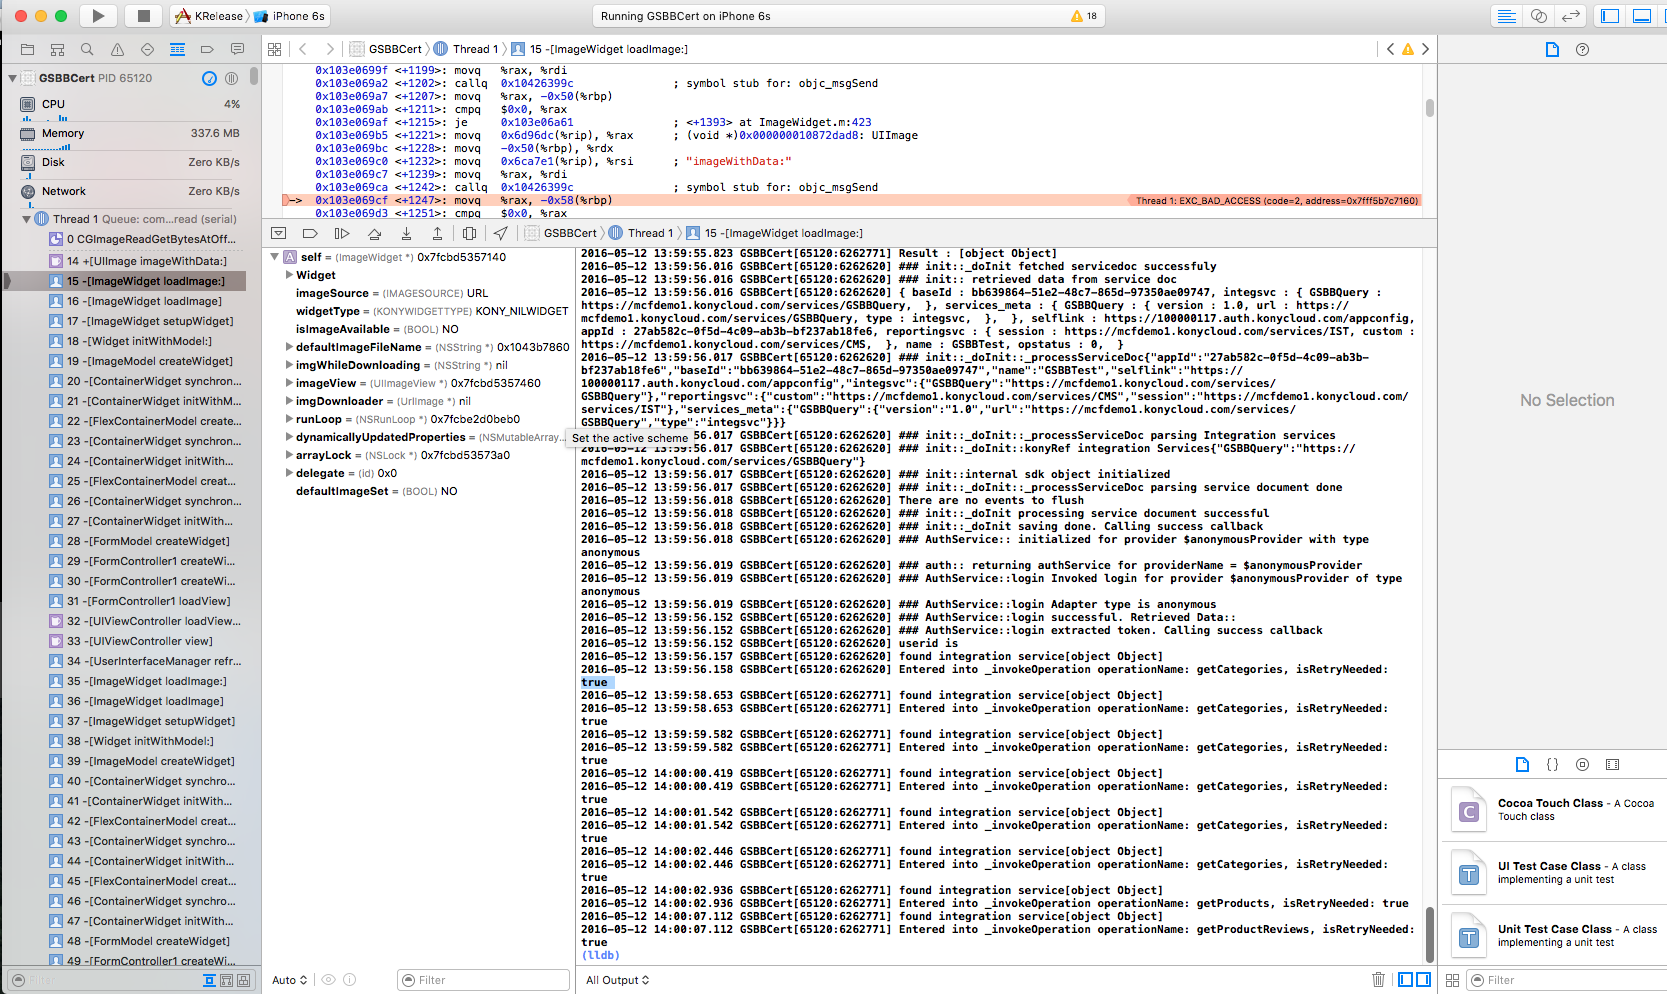 KRelease
iPhone 6s
Running GSBBCert on iPhone 6s
18
GSBBCert
Thread 1
15 -[ImageWidget loadImage:]
GSBBCert PID 65120
CPU
4%
Memory
337.6 MB
Disk
Zero KB/s
Network
Zero KB/s
Thread 1 Queue: com...read (serial)
0 CGImageReadGetBytesAtOff...
14 +[UIImage imageWithData:]
15 -[ImageWidget loadImage:]
16 -[ImageWidget loadImage]
17 -[ImageWidget setupWidget]
18 -[Widget initWithModel:]
19 -[ImageModel createWidget]
20 -[ContainerWidget synchron...
21 -[ContainerWidget initWithM...
22 -[FlexContainerModel creat...
23 -[ContainerWidget synchron...
24 -[ContainerWidget initWith...
25 -[FlexContainerModel creat...
26 -[ContainerWidget synchron...
27 -[ContainerWidget initWith...
28 -[FormModel createWidget]
29 -[FormController1 createWi...
30 -[FormController1 createWi...
31 -[FormController1 loadView]
32 -[UIViewController loadView...
33 -[UIViewController view]
34 -[UserInterfaceManager refr...
35 -[ImageWidget loadImage:]
36 -[ImageWidget loadImage]
37 -[ImageWidget setupWidget]
38 -[Widget initWithModel:]
39 -[ImageModel createWidget]
40 -[ContainerWidget synchro...
41 -[ContainerWidget initWith...
42 -[FlexContainerModel creat...
43 -[ContainerWidget synchro...
44 -[ContainerWidget initWith...
45 -[FlexContainerModel creat...
46 -[ContainerWidget synchro...
47 -[ContainerWidget initWith...
48 -[FormModel createWidget]
49 -[FormController1 createWi...
0x103e0699f <+1199>: movq %rax, %rdi
0x103e069a2 <+1202>: callq 0x10426399c ; symbol stub for: objc_msgSend
0x103e069a7 <+1207>: movq %rax, -0x50(%rbp)
0x103e069ab <+1211>: cmpq $0x0, %rax
0x103e069af <+1215>: je 0x103e06a61 ; <+1393> at ImageWidget.m:423
0x103e069b5 <+1221>: movq 0x6d96dc(%rip), %rax ; (void *)0x000000010872dad8: UIImage
0x103e069bc <+1228>: movq -0x50(%rbp), %rdx
0x103e069c0 <+1232>: movq 0x6ca7e1(%rip), %rsi ; "imageWithData:"
0x103e069c7 <+1239>: movq %rax, %rdi
0x103e069ca <+1242>: callq 0x10426399c ; symbol stub for: objc_msgSend
-> 0x103e069cf <+1247>: movq %rax, -0x58(%rbp) Thread 1: EXC_BAD_ACCESS (code=2, address=0x7fff5b7c7160)
0x103e069d3 <+1251>: cmpq $0x0, %rax
GSBBCert
Thread 1
15 -[ImageWidget loadImage:]
A self = (ImageWidget *) 0x7fcbd5357140
Widget
imageSource = (IMAGESOURCE) URL
widgetType = (KONYWIDGETTYPE) KONY_NILWIDGET
isImageAvailable = (BOOL) NO
defaultImageFileName = (NSString *) 0x1043b7860
imgWhileDownloading = (NSString *) nil
imageView = (UIImageView *) 0x7fcbd5357460
imgDownloader = (UrlImage *) nil
runLoop = (NSRunLoop *) 0x7fcbe2d0beb0
dynamicallyUpdatedProperties = (NSMutableArray...
arrayLock = (NSLock *) 0x7fcbd53573a0
delegate = (id) 0x0
defaultImageSet = (BOOL) NO
Set the active scheme
2016-05-12 13:59:55.823 GSBBCert[65120:6262771] Result : [object Object]
2016-05-12 13:59:56.016 GSBBCert[65120:6262620] ### init::_doInit fetched servicedoc successfuly
2016-05-12 13:59:56.016 GSBBCert[65120:6262620] ### init:: retrieved data from service doc
2016-05-12 13:59:56.016 GSBBCert[65120:6262620] { baseId : bb639864-51e2-48c7-865d-97350ae09747, integsvc : { GSBBQuery :
https://mcfdemo1.konycloud.com/services/GSBBQuery,  },  services_meta : { GSBBQuery : { version : 1.0, url : https://
mcfdemo1.konycloud.com/services/GSBBQuery, type : integsvc,  },  }, selflink : https://100000117.auth.konycloud.com/appconfig,
appId : 27ab582c-0f5d-4c09-ab3b-bf237ab18fe6, reportingsvc : { session : https://mcfdemo1.konycloud.com/services/IST, custom :
https://mcfdemo1.konycloud.com/services/CMS,  }, name : GSBBTest, opstatus : 0,  }
2016-05-12 13:59:56.017 GSBBCert[65120:6262620] ### init::_doInit::_processServiceDoc{"appId":"27ab582c-0f5d-4c09-ab3b-
bf237ab18fe6","baseId":"bb639864-51e2-48c7-865d-97350ae09747","name":"GSBBTest","selflink":"https://
100000117.auth.konycloud.com/appconfig","integsvc":{"GSBBQuery":"https://mcfdemo1.konycloud.com/services/
GSBBQuery"},"reportingsvc":{"custom":"https://mcfdemo1.konycloud.com/services/CMS","session":"https://mcfdemo1.konycloud.com/
services/IST"},"services_meta":{"GSBBQuery":{"version":"1.0","url":"https://mcfdemo1.konycloud.com/services/
GSBBQuery","type":"integsvc"}}}
.017 GSBBCert[65120:6262620] ### init::_doInit::_processServiceDoc parsing Integration services
2016-05-12 13:59:56.017 GSBBCert[65120:6262620] ### init::_doInit::konyRef integration Services{"GSBBQuery":"https://
mcfdemo1.konycloud.com/services/GSBBQuery"}
2016-05-12 13:59:56.017 GSBBCert[65120:6262620] ### init::internal sdk object initialized
2016-05-12 13:59:56.017 GSBBCert[65120:6262620] ### init::_doInit::_processServiceDoc parsing service document done
2016-05-12 13:59:56.018 GSBBCert[65120:6262620] There are no events to flush
2016-05-12 13:59:56.018 GSBBCert[65120:6262620] ### init::_doInit processing service document successful
2016-05-12 13:59:56.018 GSBBCert[65120:6262620] ### init::_doInit saving done. Calling success callback
2016-05-12 13:59:56.018 GSBBCert[65120:6262620] ### AuthService:: initialized for provider $anonymousProvider with type
anonymous
2016-05-12 13:59:56.019 GSBBCert[65120:6262620] ### auth:: returning authService for providerName = $anonymousProvider
2016-05-12 13:59:56.019 GSBBCert[65120:6262620] ### AuthService::login Invoked login for provider $anonymousProvider of type
anonymous
2016-05-12 13:59:56.019 GSBBCert[65120:6262620] ### AuthService::login Adapter type is anonymous
2016-05-12 13:59:56.152 GSBBCert[65120:6262620] ### AuthService::login successful. Retrieved Data::
2016-05-12 13:59:56.152 GSBBCert[65120:6262620] ### AuthService::login extracted token. Calling success callback
2016-05-12 13:59:56.152 GSBBCert[65120:6262620] userid is
2016-05-12 13:59:56.157 GSBBCert[65120:6262620] found integration service[object Object]
2016-05-12 13:59:56.158 GSBBCert[65120:6262620] Entered into _invokeOperation operationName: getCategories, isRetryNeeded:
true
2016-05-12 13:59:58.653 GSBBCert[65120:6262771] found integration service[object Object]
2016-05-12 13:59:58.653 GSBBCert[65120:6262771] Entered into _invokeOperation operationName: getCategories, isRetryNeeded:
true
2016-05-12 13:59:59.582 GSBBCert[65120:6262771] found integration service[object Object]
2016-05-12 13:59:59.582 GSBBCert[65120:6262771] Entered into _invokeOperation operationName: getCategories, isRetryNeeded:
true
2016-05-12 14:00:00.419 GSBBCert[65120:6262771] found integration service[object Object]
2016-05-12 14:00:00.419 GSBBCert[65120:6262771] Entered into _invokeOperation operationName: getCategories, isRetryNeeded:
true
2016-05-12 14:00:01.542 GSBBCert[65120:6262771] found integration service[object Object]
2016-05-12 14:00:01.542 GSBBCert[65120:6262771] Entered into _invokeOperation operationName: getCategories, isRetryNeeded:
true
2016-05-12 14:00:02.446 GSBBCert[65120:6262771] found integration service[object Object]
2016-05-12 14:00:02.446 GSBBCert[65120:6262771] Entered into _invokeOperation operationName: getCategories, isRetryNeeded:
true
2016-05-12 14:00:02.936 GSBBCert[65120:6262771] found integration service[object Object]
2016-05-12 14:00:02.936 GSBBCert[65120:6262771] Entered into _invokeOperation operationName: getProducts, isRetryNeeded: true
2016-05-12 14:00:07.112 GSBBCert[65120:6262771] found integration service[object Object]
2016-05-12 14:00:07.112 GSBBCert[65120:6262771] Entered into _invokeOperation operationName: getProductReviews, isRetryNeeded:
true
(lldb)
No Selection
C
Cocoa Touch Class - A Cocoa
Touch class
T
UI Test Case Class - A class
implementing a unit test
T
Unit Test Case Class - A class
implementing a unit test
Auto
Filter
All Output
Filter